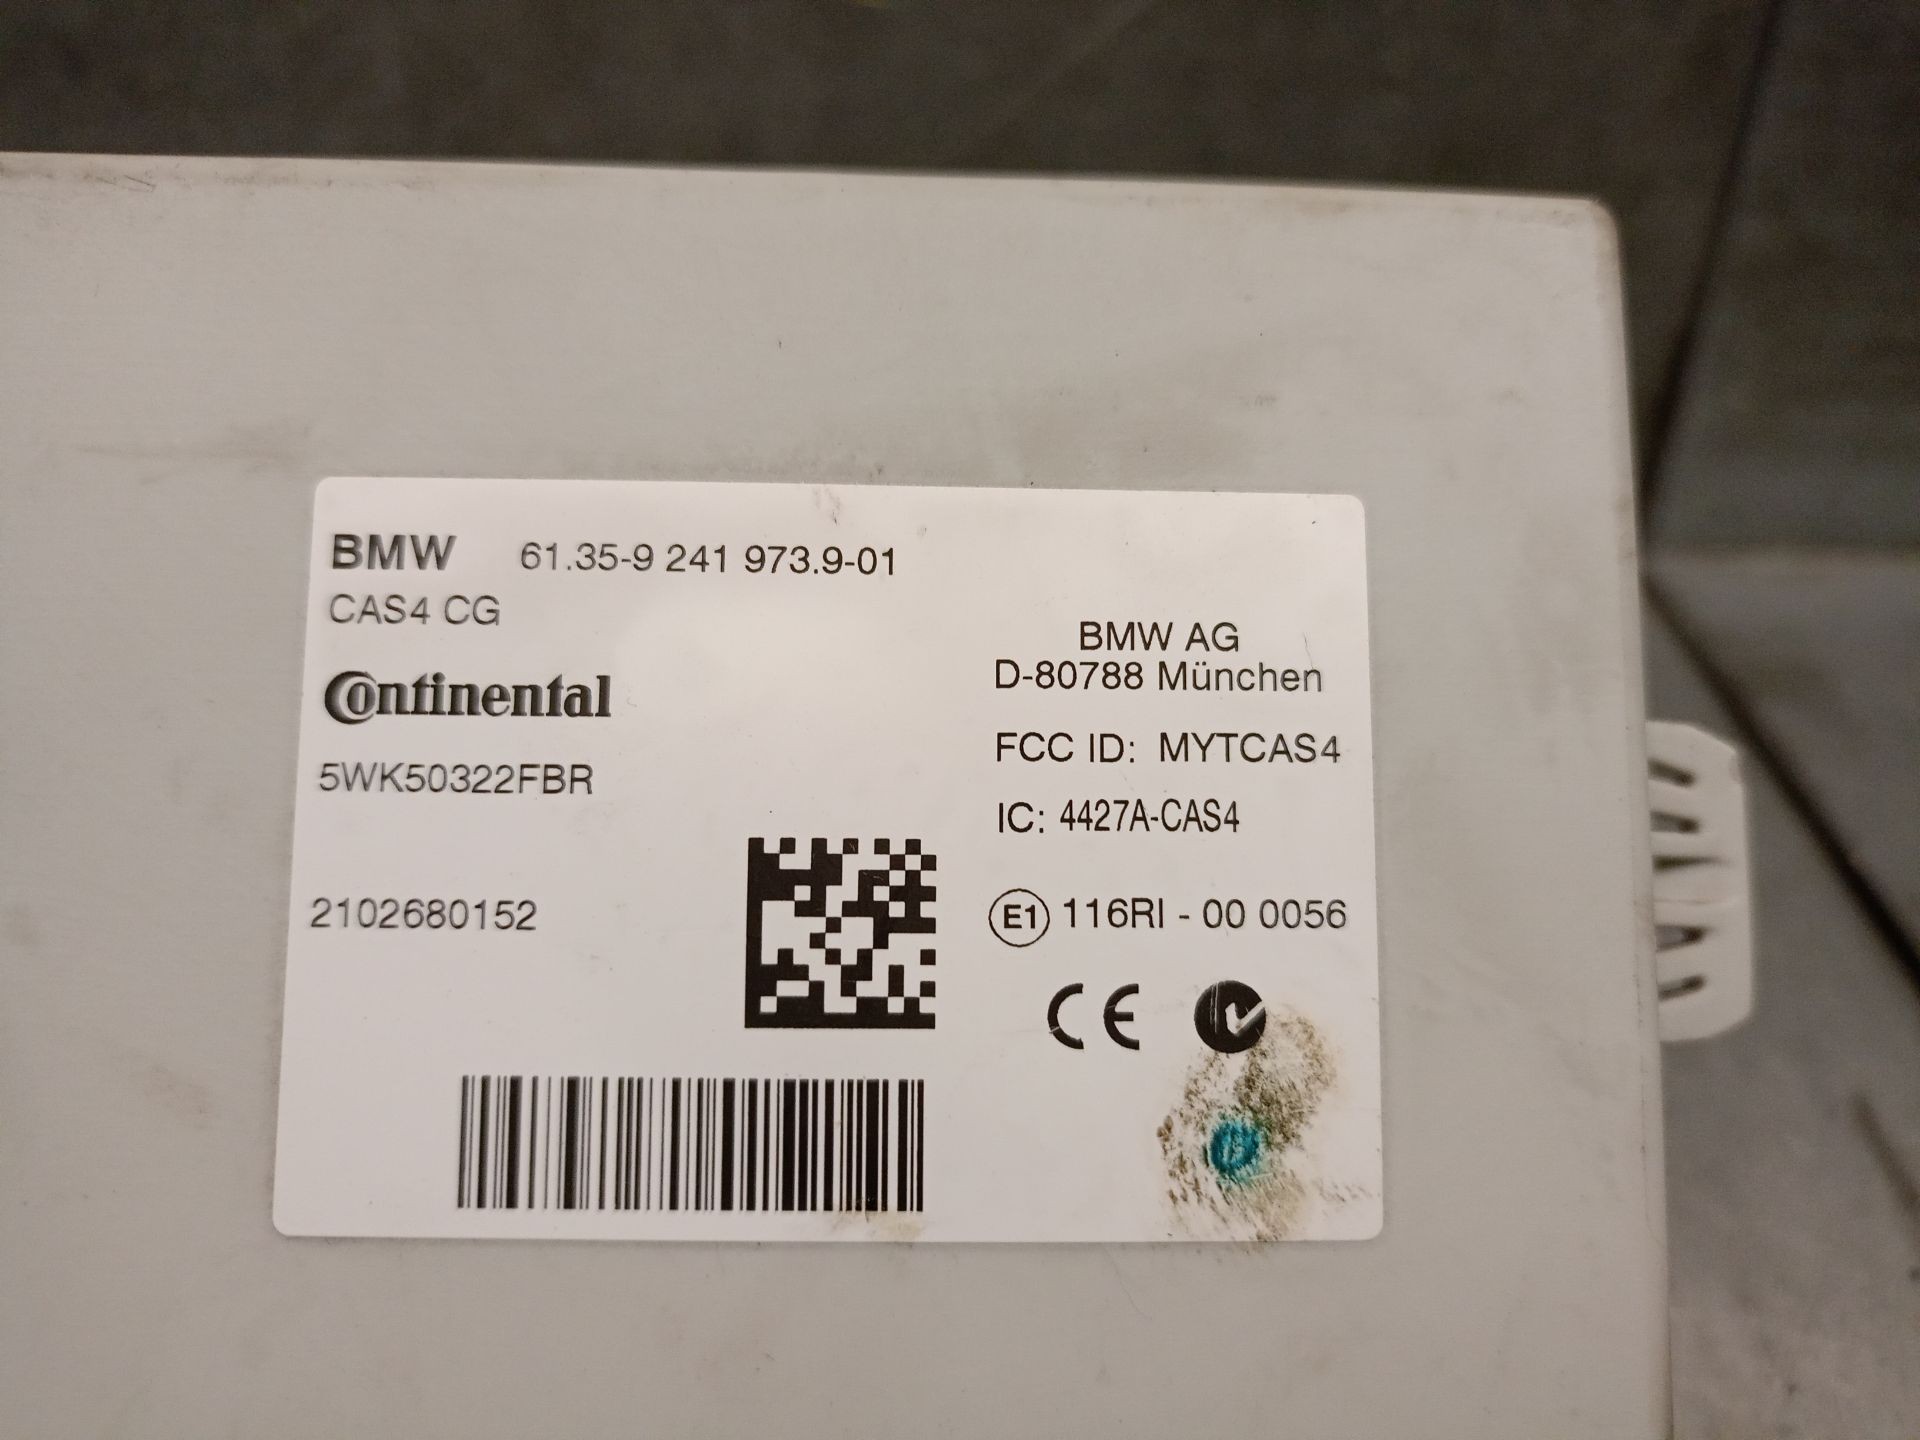 BMW 61.35-9 241 973.9-01
CAS4 CG
Continental
5WK50322FBR
2102680152
BMW AG
D-80788 München
FCC ID: MYTCAS4
IC: 4427A-CAS4
E1 116RI - 00 0056
CE